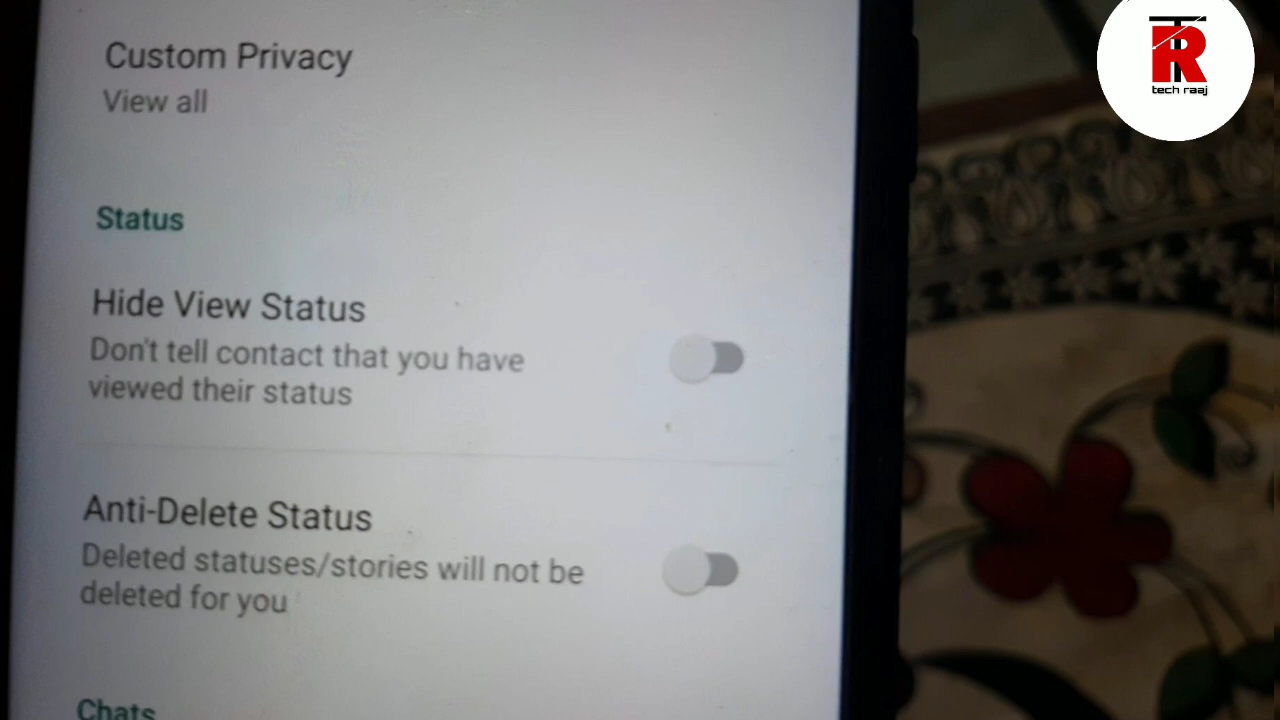 Custom Privacy
View all
Status
Hide View Status
Don't tell contact that you have
viewed their status
Anti-Delete Status
Deleted statuses/stories will not be
deleted for you
Chats
TR
tech raaj